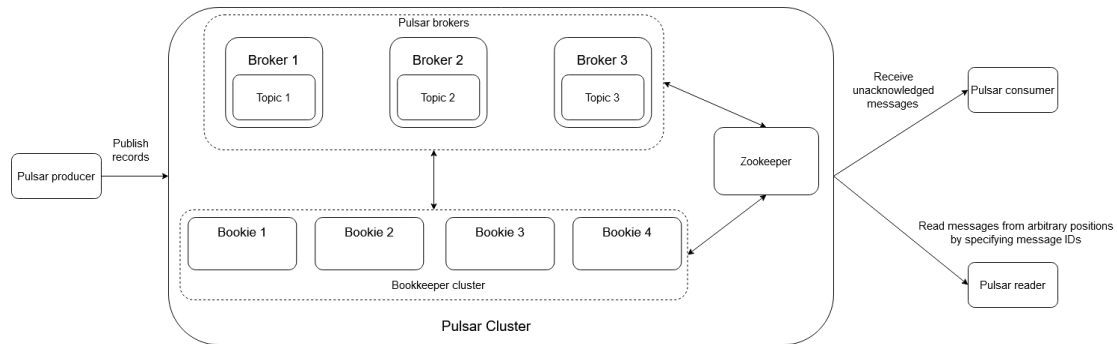 Pulsar brokers
Broker 1
Broker 2
Broker 3
Topic 1
Topic 2
Topic 3
Receive
unacknowledged
messages
Pulsar consumer
Publish
records
Pulsar producer
Zookeeper
Bookie 1
Bookie 2
Bookie 3
Bookie 4
Bookkeeper cluster
Pulsar Cluster
Read messages from arbitrary positions
by specifying message IDs
Pulsar reader